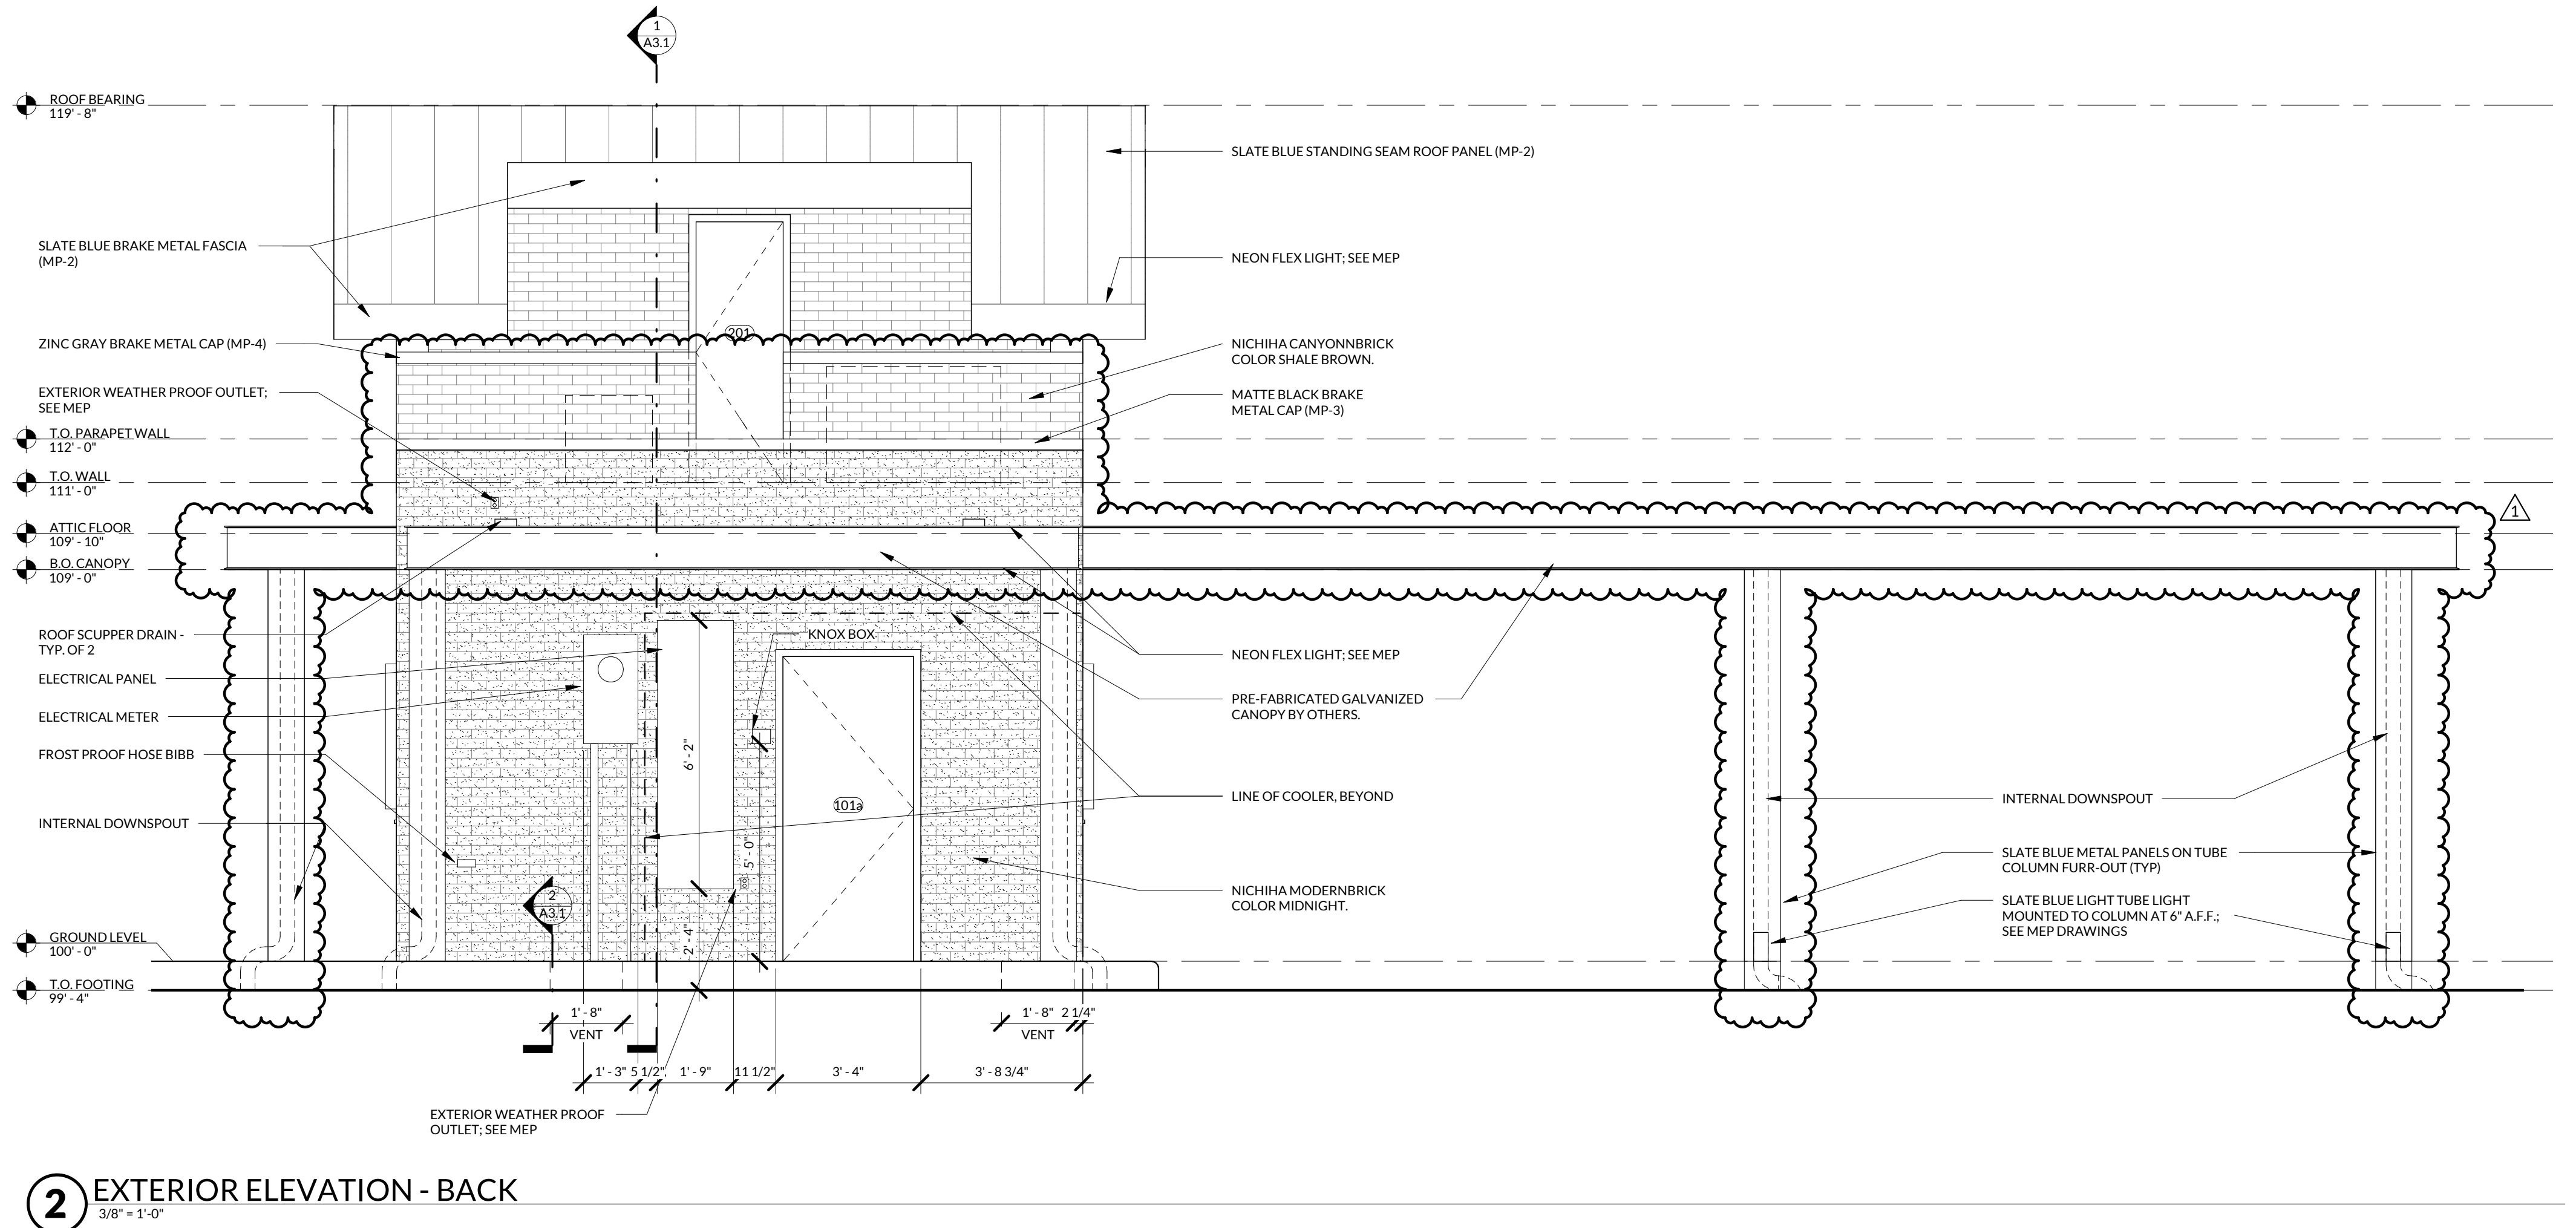 1
A3.1
ROOF BEARING
119' - 8"
SLATE BLUE STANDING SEAM ROOF PANEL (MP-2)
SLATE BLUE BRAKE METAL FASCIA
(MP-2)
NEON FLEX LIGHT; SEE MEP
201
ZINC GRAY BRAKE METAL CAP (MP-4)
NICHIHA CANYONNBRICK
COLOR SHALE BROWN.
EXTERIOR WEATHER PROOF OUTLET;
SEE MEP
MATTE BLACK BRAKE
METAL CAP (MP-3)
T.O. PARAPET WALL
112' - 0"
T.O. WALL
111' - 0"
1
ATTIC FLOOR
109' - 10"
B.O. CANOPY
109' - 0"
ROOF SCUPPER DRAIN -
TYP. OF 2
KNOX BOX
NEON FLEX LIGHT; SEE MEP
ELECTRICAL PANEL
PRE-FABRICATED GALVANIZED
CANOPY BY OTHERS.
ELECTRICAL METER
FROST PROOF HOSE BIBB
6' - 2"
LINE OF COOLER, BEYOND
INTERNAL DOWNSPOUT
101a
INTERNAL DOWNSPOUT
5' - 0"
SLATE BLUE METAL PANELS ON TUBE
COLUMN FURR-OUT (TYP)
NICHIHA MODERNBRICK
COLOR MIDNIGHT.
2
A3.1
SLATE BLUE LIGHT TUBE LIGHT
MOUNTED TO COLUMN AT 6" A.F.F.;
SEE MEP DRAWINGS
2' - 4"
GROUND LEVEL
100' - 0"
T.O. FOOTING
99' - 4"
1' - 8"
VENT
1' - 8" 2 1/4"
VENT
1' - 3" 5 1/2" 1' - 9" 11 1/2" 3' - 4" 3' - 8 3/4"
EXTERIOR WEATHER PROOF
OUTLET; SEE MEP
2 EXTERIOR ELEVATION - BACK
3/8" = 1'-0"